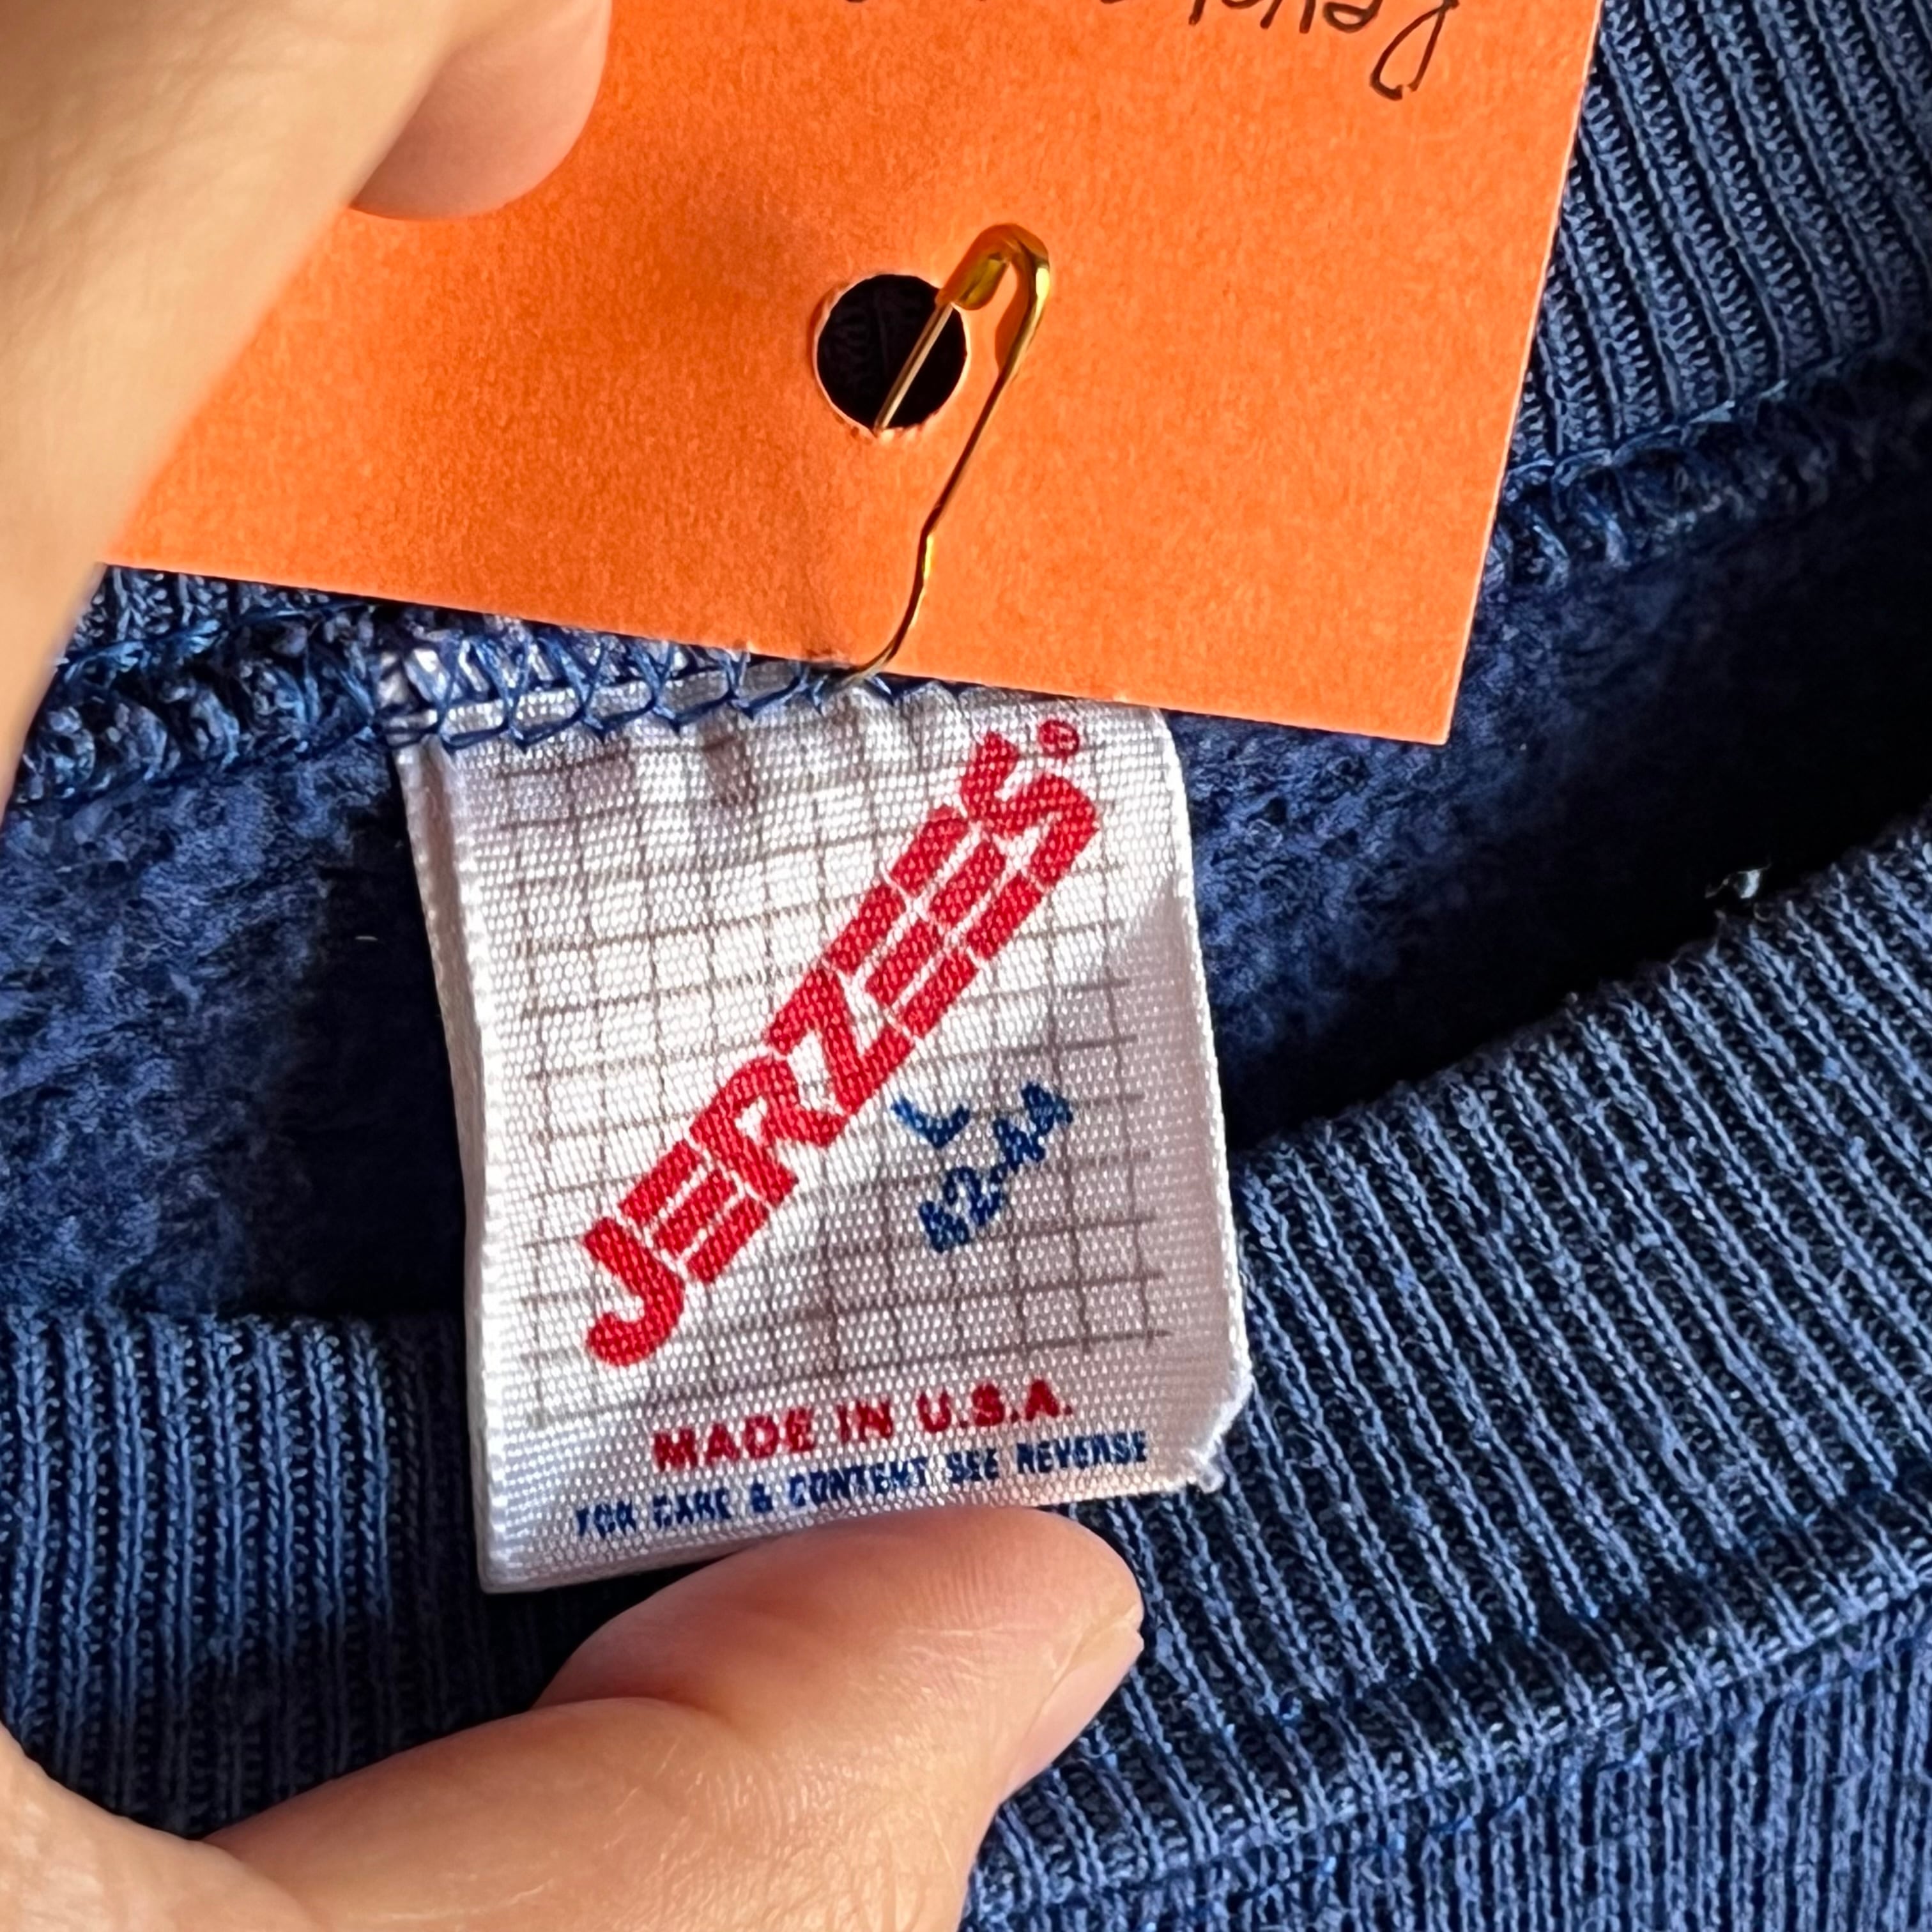 JERZEES®
L
42-44
MADE IN U.S.A.
FOR CARE & CONTENT SEE REVERSE